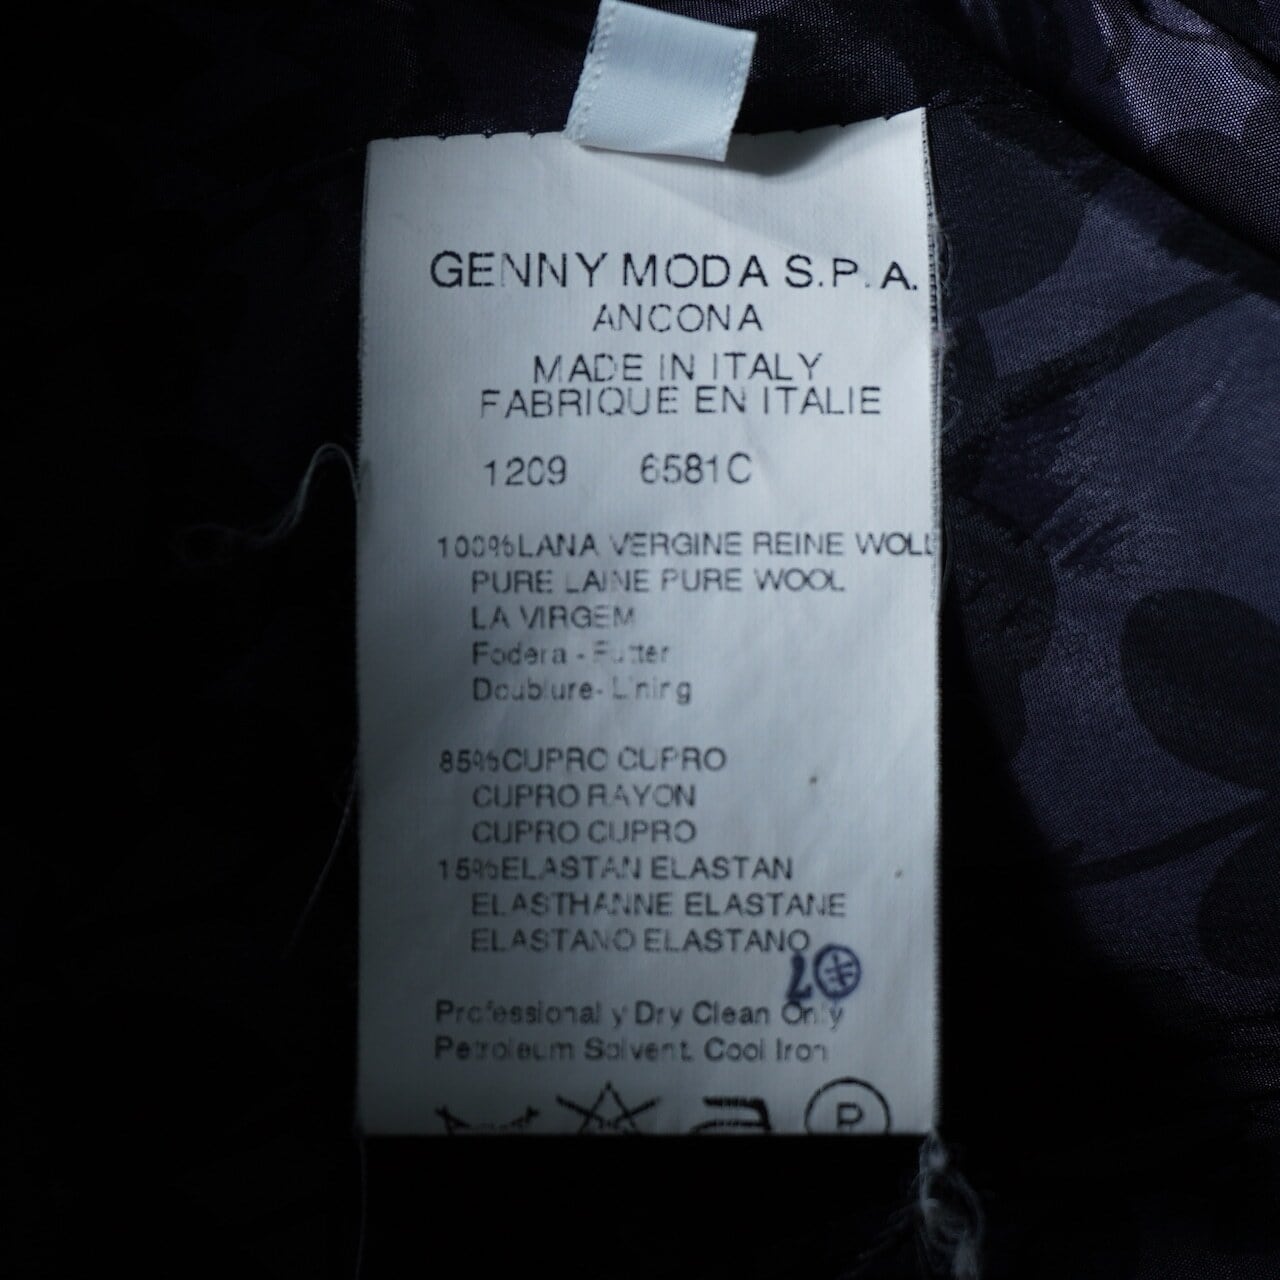 GENNY MODA S.P.A.
ANCONA
MADE IN ITALY
FABRIQUE EN ITALIE
1209 6581C
100%LANA VERGINE REINE WOLL
PURE LAINE PURE WOOL
LA VIRGEM
Fodera - Futter
Doublure- Lining
85%CUPRO CUPRO
CUPRO RAYON
CUPRO CUPRO
15%ELASTAN ELASTAN
ELASTHANNE ELASTANE
ELASTANO ELASTANO
Professionally Dry Clean Only
Petroleum Solvent. Cool Iron
P